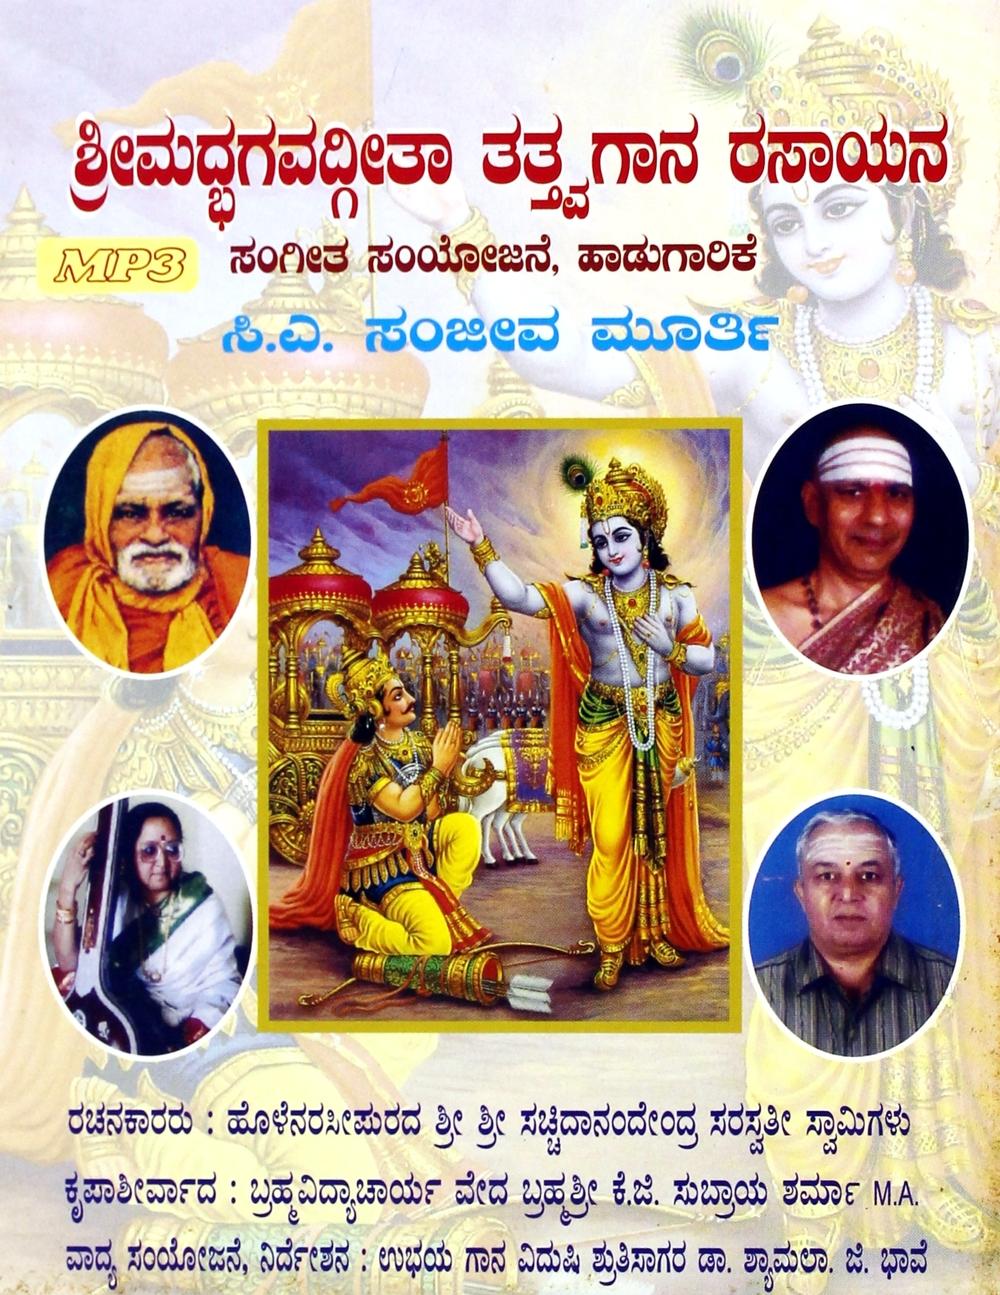 ಶ್ರೀಮದ್ಭಗವದ್ಗೀತಾ ತತ್ತ್ವಗಾನ ರಸಾಯನ
MP3
ಸಂಗೀತ ಸಂಯೋಜನೆ, ಹಾಡುಗಾರಿಕೆ
ಸಿ.ಎ. ಸಂಜೀವ ಮೂರ್ತಿ
ರಚನಕಾರರು : ಹೊಳೆನರಸೀಪುರದ ಶ್ರೀ ಶ್ರೀ ಸಚ್ಚಿದಾನಂದೇಂದ್ರ ಸರಸ್ವತೀ ಸ್ವಾಮಿಗಳು
ಕೃಪಾಶೀರ್ವಾದ : ಬ್ರಹ್ಮವಿದ್ಯಾಚಾರ್ಯ ವೇದ ಬ್ರಹ್ಮಶ್ರೀ ಕೆ.ಜಿ. ಸುಬ್ರಾಯ ಶರ್ಮಾ M.A.
ವಾದ್ಯ ಸಂಯೋಜನೆ, ನಿರ್ದೇಶನ : ಉಭಯ ಗಾನ ವಿದುಷಿ ಶ್ರುತಿಸಾಗರ ಡಾ. ಶ್ಯಾಮಲಾ. ಜಿ. ಭಾವೆ